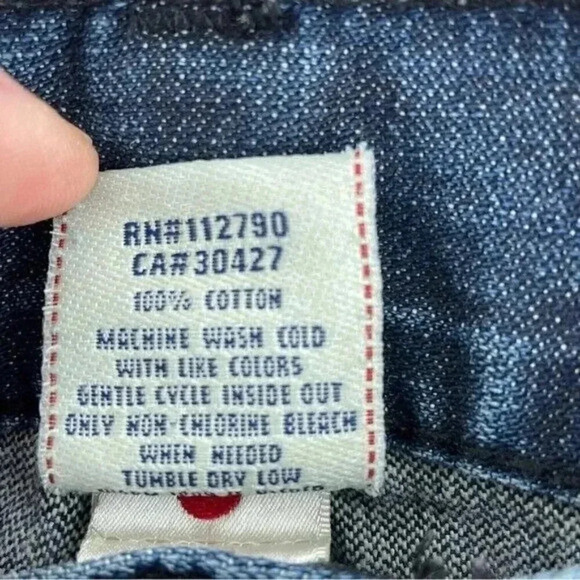 RN#112790
CA#30427
100% COTTON
MACHINE WASH COLD
WITH LIKE COLORS
GENTLE CYCLE INSIDE OUT
ONLY NON-CHLORINE BLEACH
WHEN NEEDED
TUMBLE DRY LOW